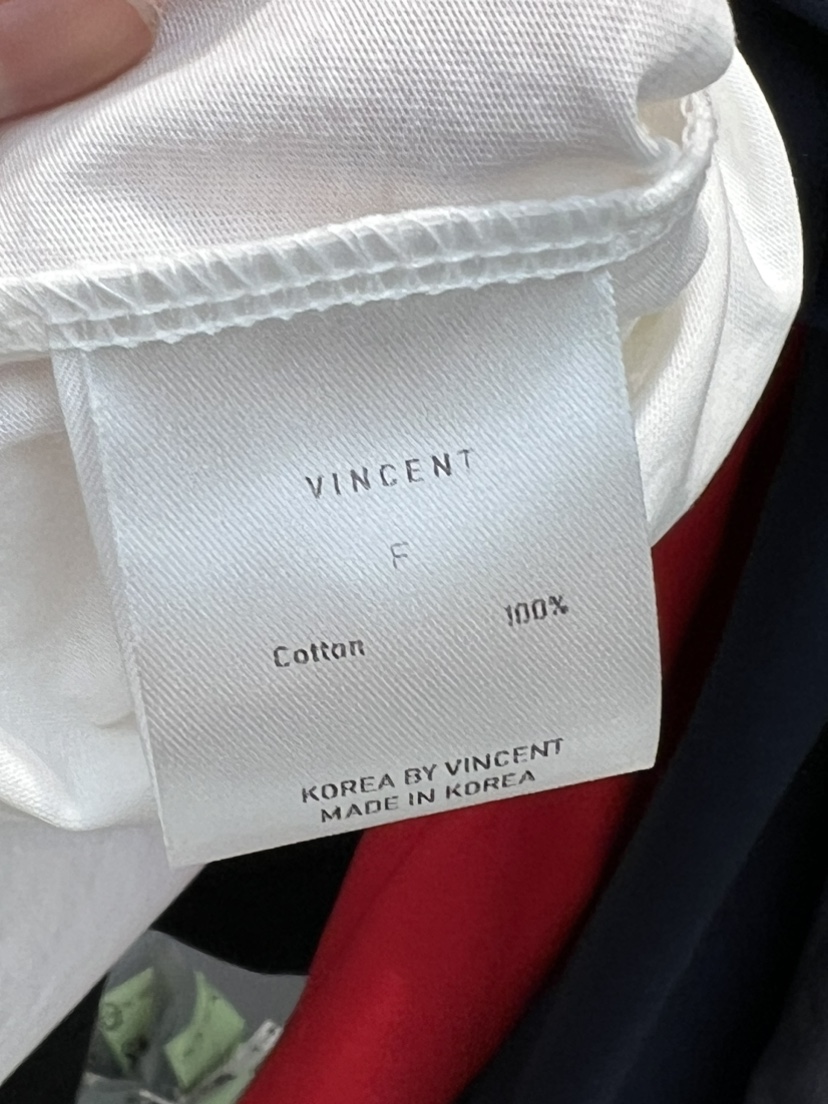 VINCENT
F
Cotton 100%
KOREA BY VINCENT
MADE IN KOREA